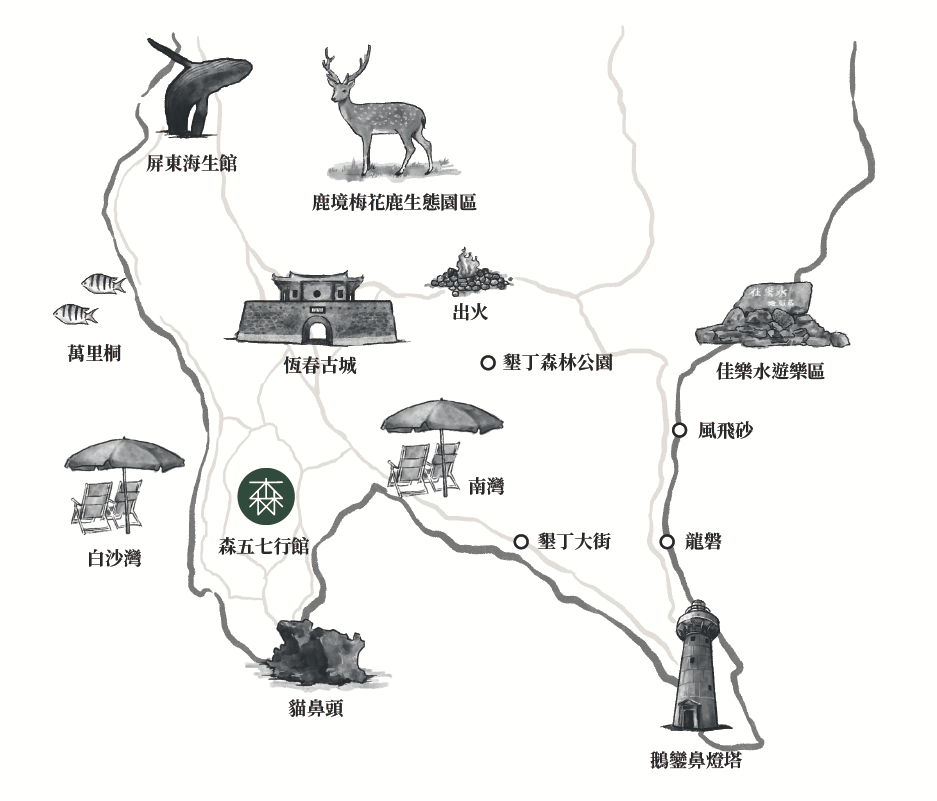 屏東海生館
鹿境梅花鹿生態園區
出火
佳樂水
萬里桐
恆春古城
墾丁森林公園
佳樂水遊樂區
風飛砂
南灣
白沙灣
森五七行館
墾丁大街
龍磐
貓鼻頭
鵝鑾鼻燈塔